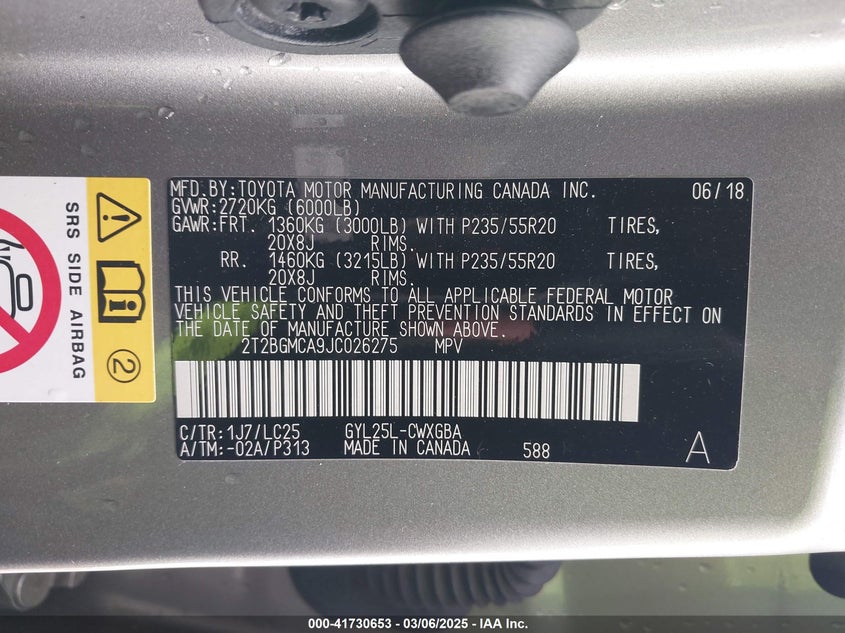 SRS SIDE AIRBAG
2
MFD.BY:TOYOTA MOTOR MANUFACTURING CANADA INC. 06/18
GVWR:2720KG (6000LB)
GAWR:FRT. 1360KG (3000LB) WITH P235/55R20 TIRES,
20X8J RIMS.
RR. 1460KG (3215LB) WITH P235/55R20 TIRES,
20X8J RIMS.
THIS VEHICLE CONFORMS TO ALL APPLICABLE FEDERAL MOTOR
VEHICLE SAFETY AND THEFT PREVENTION STANDARDS IN EFFECT ON
THE DATE OF MANUFACTURE SHOWN ABOVE.
2T2BGMCA9JC026275 MPV
C/TR:1J7/LC25 GYL25L-CWXGBA
A/TM:-02A/P313 MADE IN CANADA 588 A
000-41730653 - 03/06/2025 - IAA Inc.